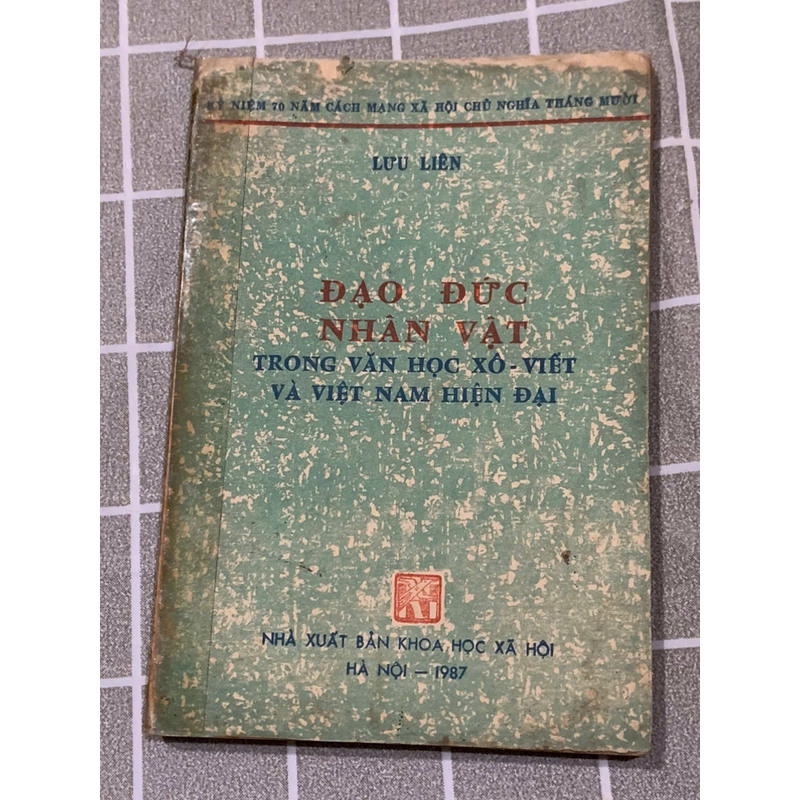 KỶ NIỆM 70 NĂM CÁCH MẠNG XÃ HỘI CHỦ NGHĨA THÁNG MƯỜI
LƯU LIÊN
ĐẠO ĐỨC
NHÂN VẬT
TRONG VĂN HỌC XÔ-VIẾT
VÀ VIỆT NAM HIỆN ĐẠI
NHÀ XUẤT BẢN KHOA HỌC XÃ HỘI
HÀ NỘI — 1987